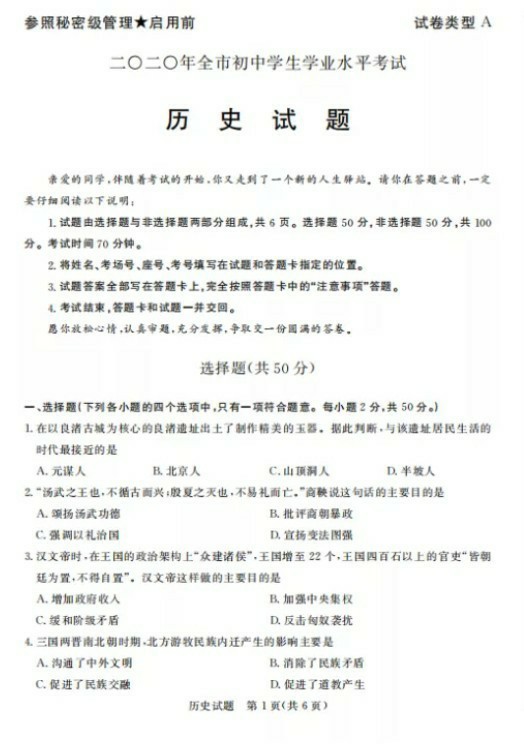 参照秘密级管理★启用前 试卷类型 A
二〇二〇年全市初中学生学业水平考试
历 史 试 题
亲爱的同学,伴随着考试的开始,你又走到了一个新的人生驿站。请你在答题之前,一定
要仔细阅读以下说明:
1. 试题由选择题与非选择题两部分组成,共 6 页。选择题 50 分,非选择题 50 分,共 100
分。考试时间 70 分钟。
2. 将姓名、考场号、座号、考号填写在试题和答题卡指定的位置。
3. 试题答案全部写在答题卡上,完全按照答题卡中的“注意事项”答题。
4. 考试结束,答题卡和试题一并交回。
愿你放松心情,认真审题,充分发挥,争取交一份圆满的答卷。
选择题(共 50 分)
一、选择题(下列各小题的四个选项中,只有一项符合题意。每小题 2 分,共 50 分。)
1. 在以良渚古城为核心的良渚遗址出土了制作精美的玉器。据此判断,与该遗址居民生活的
时代最接近的是
A. 元谋人 B. 北京人 C. 山顶洞人 D. 半坡人
2. “汤武之王也,不循古而兴;殷夏之灭也,不易礼而亡。”商鞅说这句话的主要目的是
A. 颂扬汤武功德 B. 批评商朝暴政
C. 强调以礼治国 D. 宣扬变法图强
3. 汉文帝时,在王国的政治架构上“众建诸侯”,王国增至 22 个,王国四百石以上的官吏“皆朝
廷为置,不得自置”。汉文帝这样做的主要目的是
A. 增加政府收入 B. 加强中央集权
C. 缓和阶级矛盾 D. 反击匈奴袭扰
4. 三国两晋南北朝时期,北方游牧民族内迁产生的影响主要是
A. 沟通了中外文明 B. 消除了民族矛盾
C. 促进了民族交融 D. 促进了道教产生
历史试题 第 1 页(共 6 页)